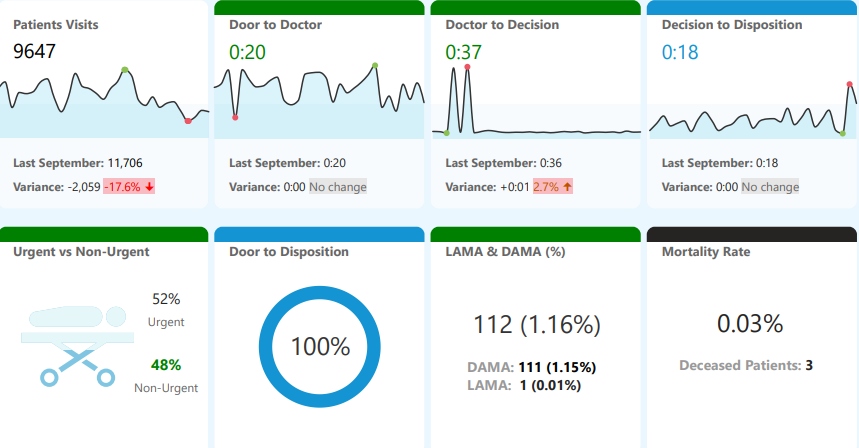 Patients Visits
9647
Last September: 11,706
Variance: -2,059 -17.6% ↓
Door to Doctor
0:20
Last September: 0:20
Variance: 0:00 No change
Doctor to Decision
0:37
Last September: 0:36
Variance: +0:01 2.7% ↑
Decision to Disposition
0:18
Last September: 0:18
Variance: 0:00 No change
Urgent vs Non-Urgent
52%
Urgent
48%
Non-Urgent
Door to Disposition
100%
LAMA & DAMA (%)
112 (1.16%)
DAMA: 111 (1.15%)
LAMA: 1 (0.01%)
Mortality Rate
0.03%
Deceased Patients: 3